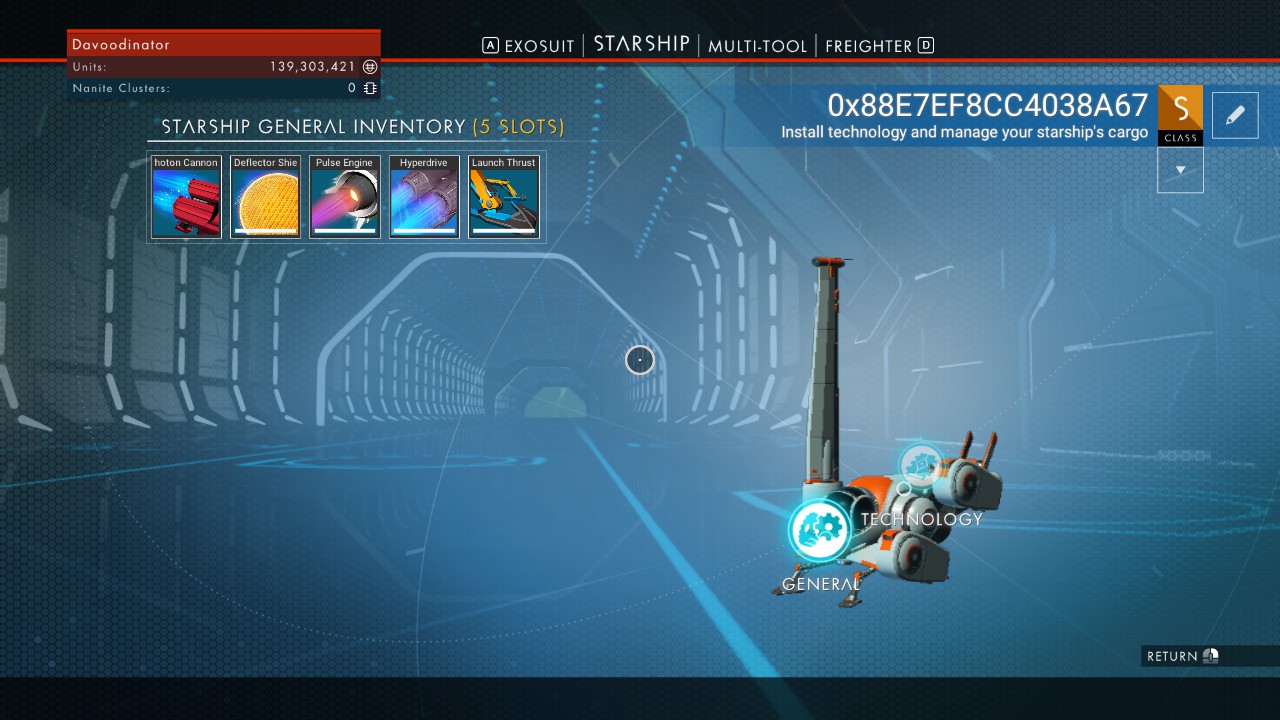 Davoodinator
Units: 139,303,421
Nanite Clusters: 0
A EXOSUIT STARSHIP MULTI-TOOL FREIGHTER D
0x88E7EF8CC4038A67
Install technology and manage your starship's cargo
S
CLASS
STARSHIP GENERAL INVENTORY (5 SLOTS)
hoton Cannon Deflector Shie Pulse Engine Hyperdrive Launch Thrust
TECHNOLOGY
GENERAL
RETURN